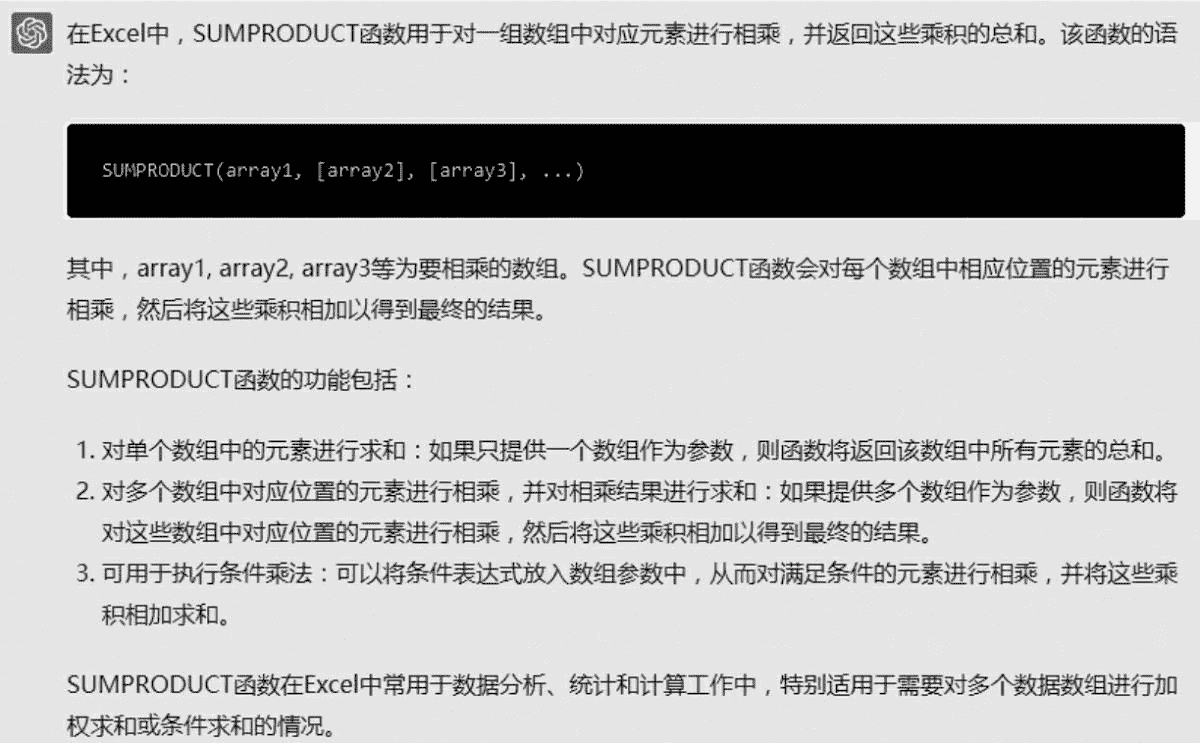 在Excel中，SUMPRODUCT函数用于对一组数组中对应元素进行相乘，并返回这些乘积的总和。该函数的语
法为：
SUMPRODUCT(array1, [array2], [array3], ...)
其中，array1, array2, array3等为要相乘的数组。SUMPRODUCT函数会对每个数组中相应位置的元素进行
相乘，然后将这些乘积相加以得到最终的结果。
SUMPRODUCT函数的功能包括：
1. 对单个数组中的元素进行求和：如果只提供一个数组作为参数，则函数将返回该数组中所有元素的总和。
2. 对多个数组中对应位置的元素进行相乘，并对相乘结果进行求和：如果提供多个数组作为参数，则函数将
对这些数组中对应位置的元素进行相乘，然后将这些乘积相加以得到最终的结果。
3. 可用于执行条件乘法：可以将条件表达式放入数组参数中，从而对满足条件的元素进行相乘，并将这些乘
积相加求和。
SUMPRODUCT函数在Excel中常用于数据分析、统计和计算工作中，特别适用于需要对多个数据数组进行加
权求和或条件求和的情况。